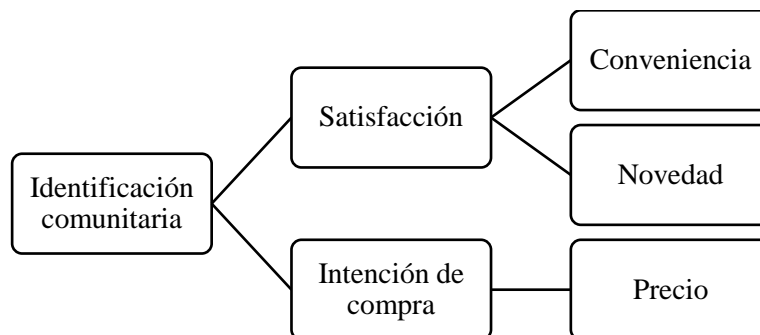 Conveniencia
Satisfacción
Novedad
Identificación
comunitaria
Intención de
compra
Precio